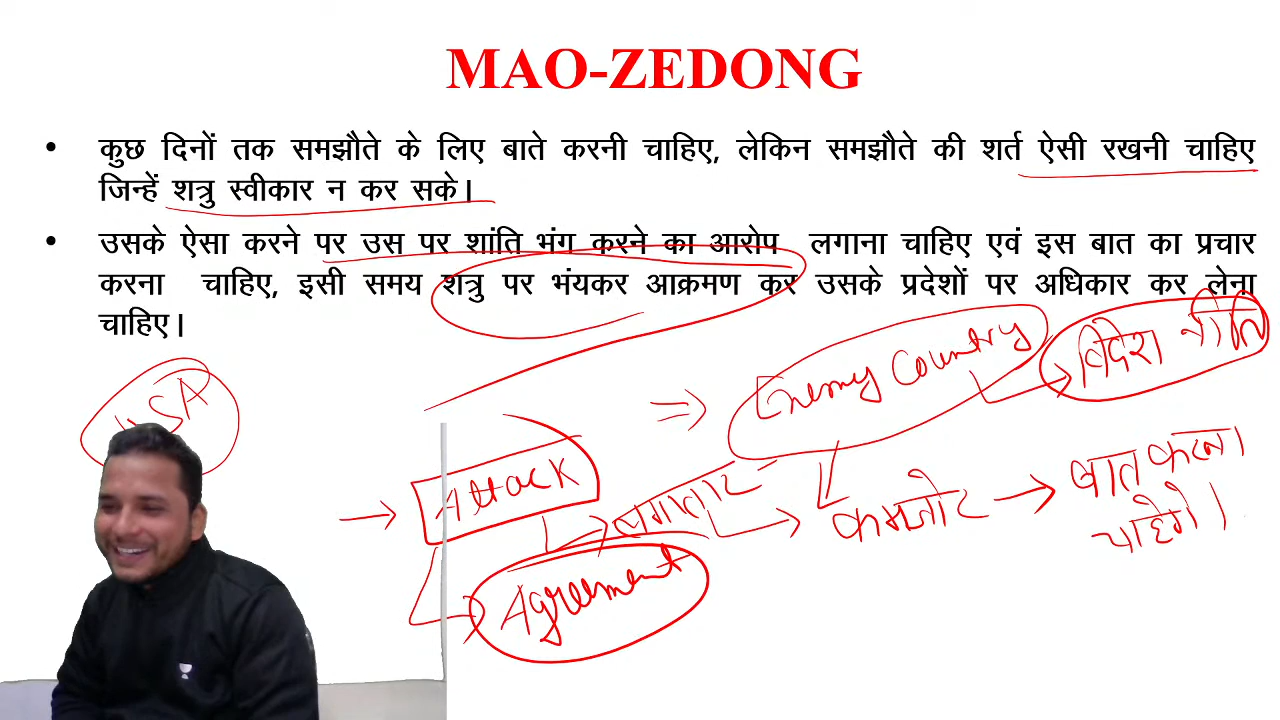 MAO-ZEDONG
• कुछ दिनों तक समझौते के लिए बाते करनी चाहिए, लेकिन समझौते की शर्त ऐसी रखनी चाहिए
जिन्हें शत्रु स्वीकार न कर सके।
• उसके ऐसा करने पर उस पर शांति भंग करने का आरोप लगाना चाहिए एवं इस बात का प्रचार
करना चाहिए, इसी समय शत्रु पर भंयकर आक्रमण कर उसके प्रदेशों पर अधिकार कर लेना
चाहिए।
USA
⇒ Enemy Country → विदेश नीति
→ Attack → लगातार → कमजोर → बात करना
चाहेगे।
Agreement